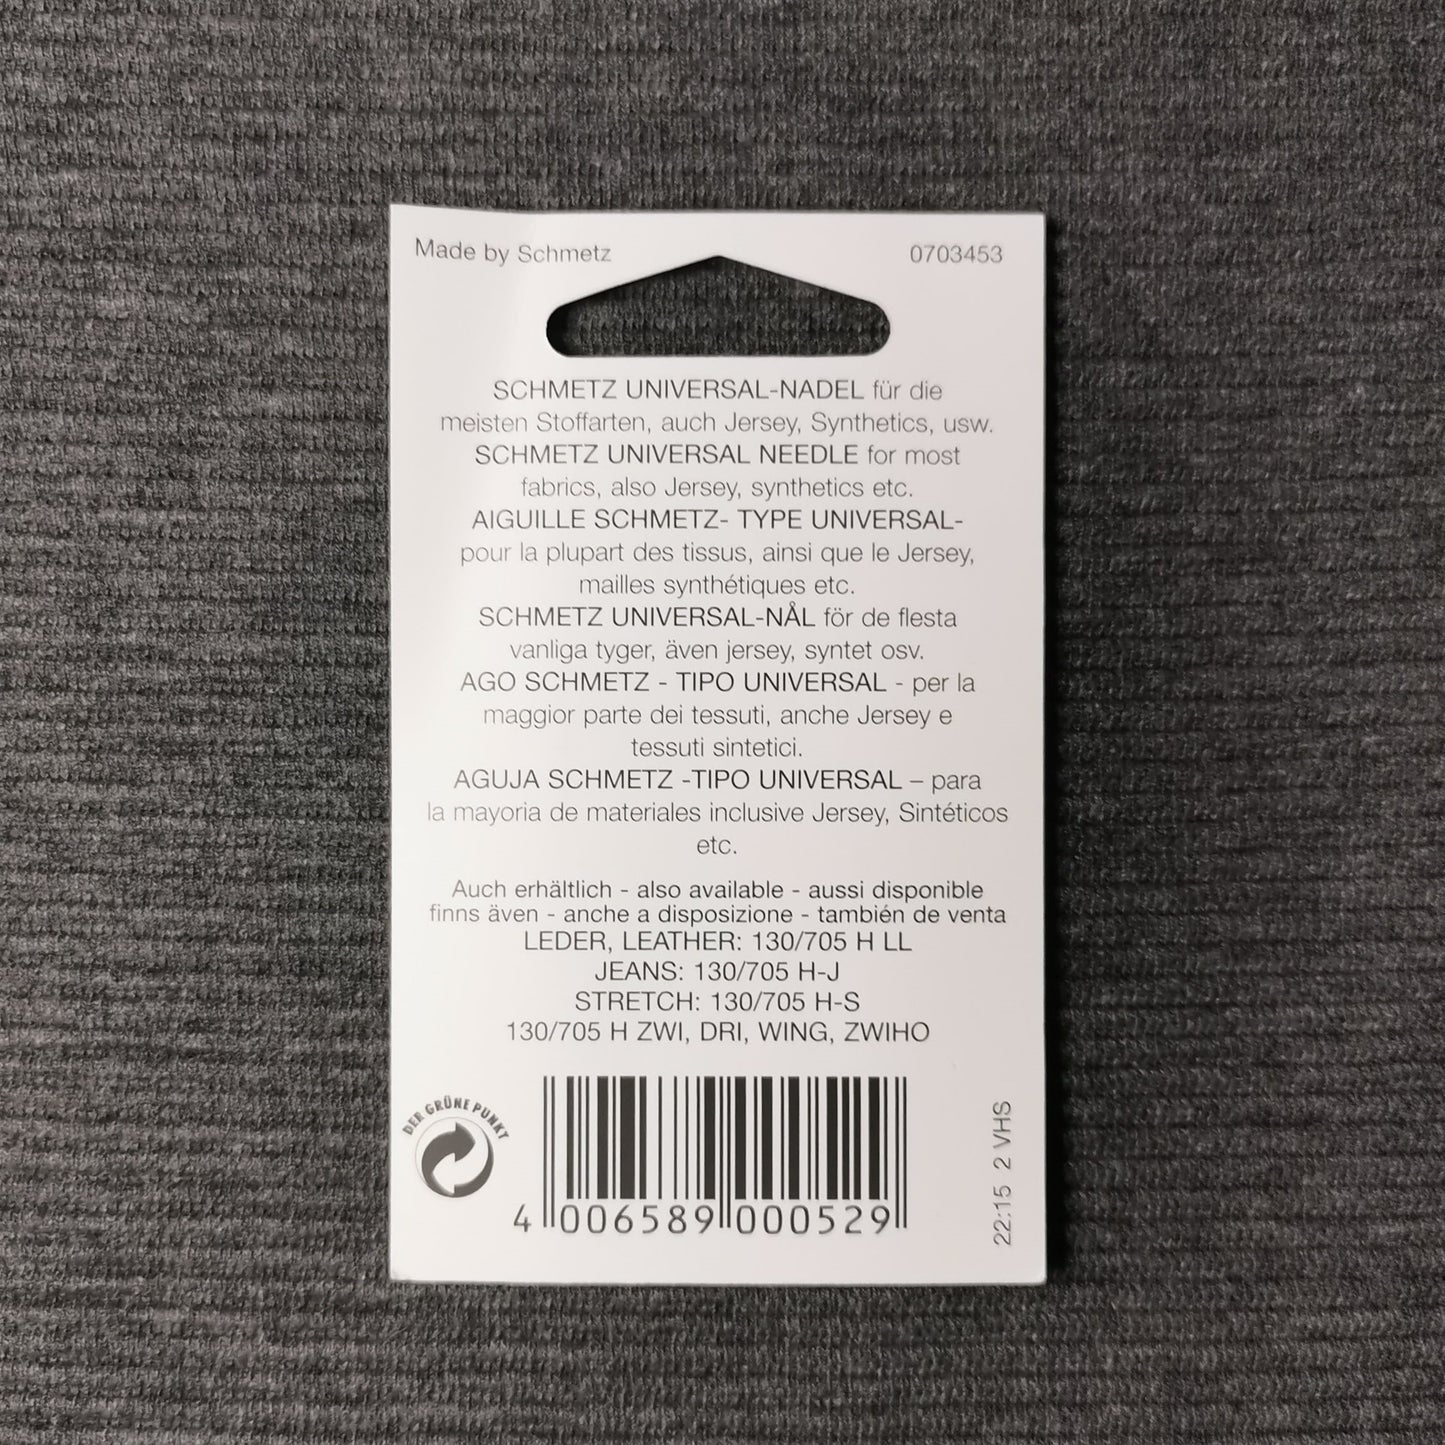 Made by Schmetz 0703453
SCHMETZ UNIVERSAL-NADEL für die
meisten Stoffarten, auch Jersey, Synthetics, usw.
SCHMETZ UNIVERSAL NEEDLE for most
fabrics, also Jersey, synthetics etc.
AIGUILLE SCHMETZ- TYPE UNIVERSAL-
pour la plupart des tissus, ainsi que le Jersey,
mailles synthétiques etc.
SCHMETZ UNIVERSAL-NÅL för de flesta
vanliga tyger, även jersey, syntet osv.
AGO SCHMETZ - TIPO UNIVERSAL - per la
maggior parte dei tessuti, anche Jersey e
tessuti sintetici.
AGUJA SCHMETZ -TIPO UNIVERSAL – para
la mayoria de materiales inclusive Jersey, Sintéticos
etc.
Auch erhältlich - also available - aussi disponible
finns även - anche a disposizione - también de venta
LEDER, LEATHER: 130/705 H LL
JEANS: 130/705 H-J
STRETCH: 130/705 H-S
130/705 H ZWI, DRI, WING, ZWIHO
DER GRÜNE PUNKT
4 006589 000529
22:15 2 VHS